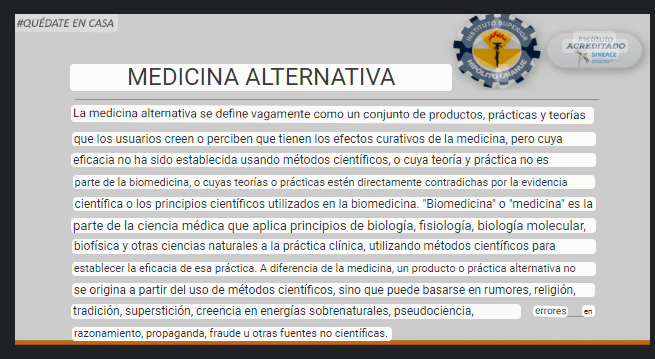 #QUÉDATE EN CASA
INSTITUTO SUPERIOR
HIPÓLITO UNANUE
Instituto
ACREDITADO
SINEACE
MEDICINA ALTERNATIVA
La medicina alternativa se define vagamente como un conjunto de productos, prácticas y teorías
que los usuarios creen o perciben que tienen los efectos curativos de la medicina, pero cuya
eficacia no ha sido establecida usando métodos científicos, o cuya teoría y práctica no es
parte de la biomedicina, o cuyas teorías o prácticas estén directamente contradichas por la evidencia
científica o los principios científicos utilizados en la biomedicina. "Biomedicina" o "medicina" es la
parte de la ciencia médica que aplica principios de biología, fisiología, biología molecular,
biofísica y otras ciencias naturales a la práctica clínica, utilizando métodos científicos para
establecer la eficacia de esa práctica. A diferencia de la medicina, un producto o práctica alternativa no
se origina a partir del uso de métodos científicos, sino que puede basarse en rumores, religión,
tradición, superstición, creencia en energías sobrenaturales, pseudociencia, errores en
razonamiento, propaganda, fraude u otras fuentes no científicas.